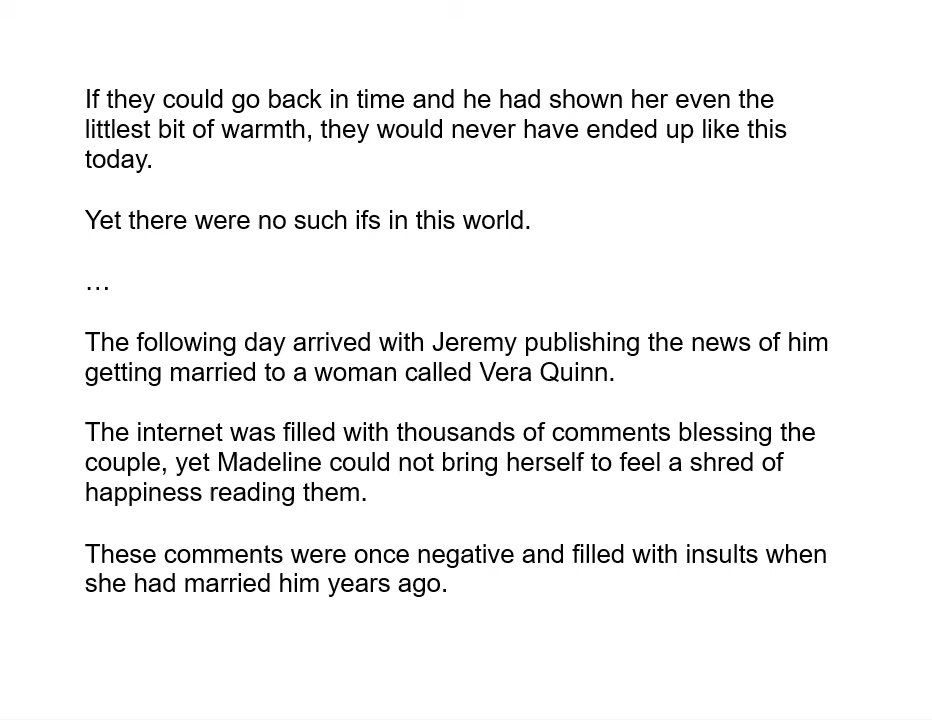 If they could go back in time and he had shown her even the
littlest bit of warmth, they would never have ended up like this
today.
Yet there were no such ifs in this world.
…
The following day arrived with Jeremy publishing the news of him
getting married to a woman called Vera Quinn.
The internet was filled with thousands of comments blessing the
couple, yet Madeline could not bring herself to feel a shred of
happiness reading them.
These comments were once negative and filled with insults when
she had married him years ago.